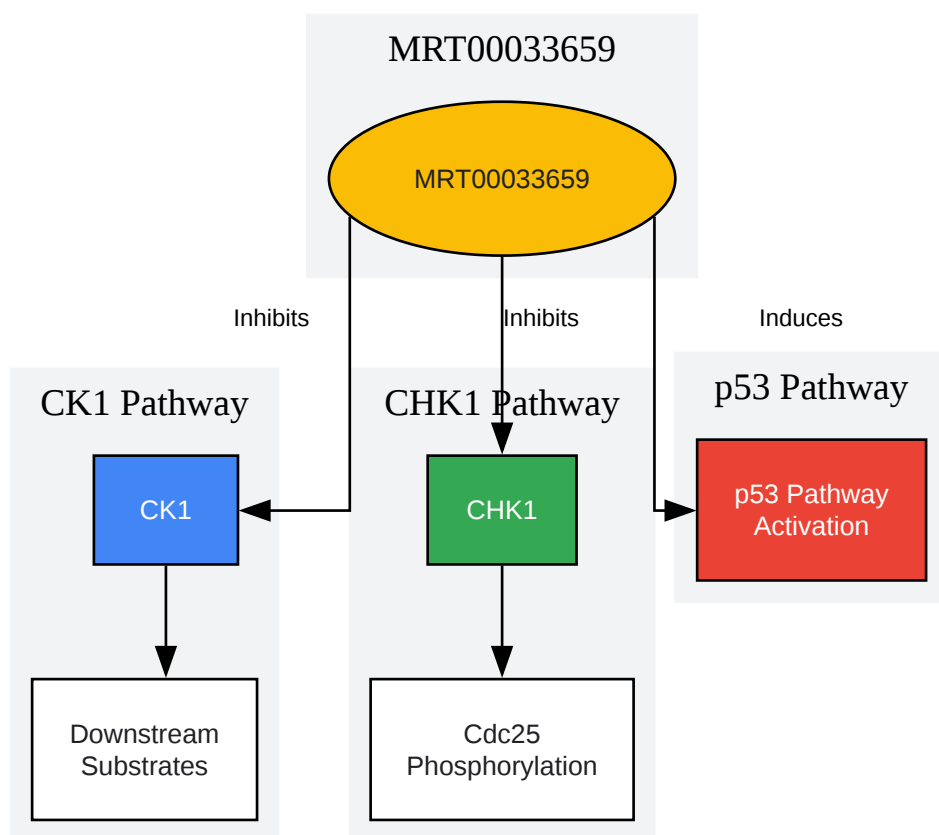 MRT00033659
MRT00033659
Inhibits
Inhibits
Induces
CK1 Pathway
CHK1 Pathway
p53 Pathway
CK1
CHK1
p53 Pathway
Activation
Downstream
Substrates
Cdc25
Phosphorylation